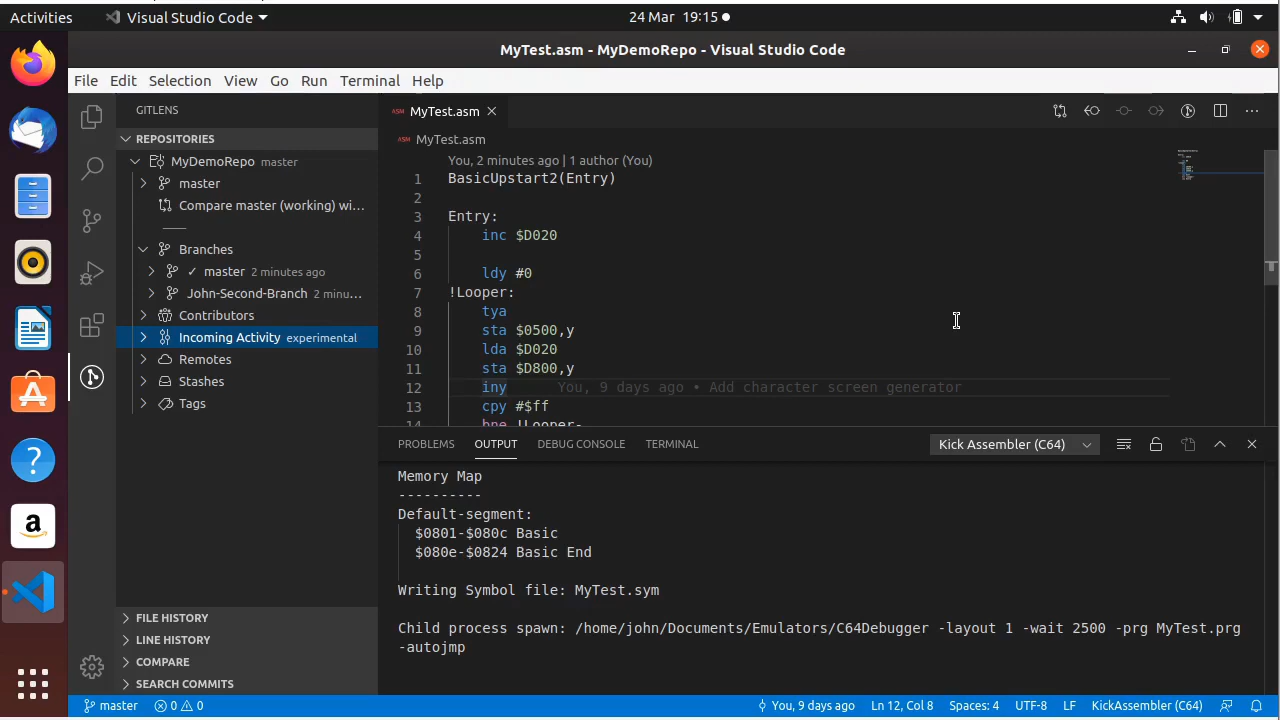 Activities
Visual Studio Code
24 Mar 19:15
MyTest.asm - MyDemoRepo - Visual Studio Code
File Edit Selection View Go Run Terminal Help
GITLENS
REPOSITORIES
MyDemoRepo master
master
Compare master (working) wi...
Branches
✓ master 2 minutes ago
John-Second-Branch 2 minu...
Contributors
Incoming Activity experimental
Remotes
Stashes
Tags
FILE HISTORY
LINE HISTORY
COMPARE
SEARCH COMMITS
ASM MyTest.asm
ASM MyTest.asm
You, 2 minutes ago | 1 author (You)
1 BasicUpstart2(Entry)
2
3 Entry:
4 inc $D020
5
6 ldy #0
7 !Looper:
8 tya
9 sta $0500,y
10 lda $D020
11 sta $D800,y
12 iny You, 9 days ago • Add character screen generator
13 cpy #$ff
14 bne !Looper-
PROBLEMS OUTPUT DEBUG CONSOLE TERMINAL
Kick Assembler (C64)
Memory Map
----------
Default-segment:
$0801-$080c Basic
$080e-$0824 Basic End
Writing Symbol file: MyTest.sym
Child process spawn: /home/john/Documents/Emulators/C64Debugger -layout 1 -wait 2500 -prg MyTest.prg
-autojmp
master 0 0 You, 9 days ago Ln 12, Col 8 Spaces: 4 UTF-8 LF KickAssembler (C64)